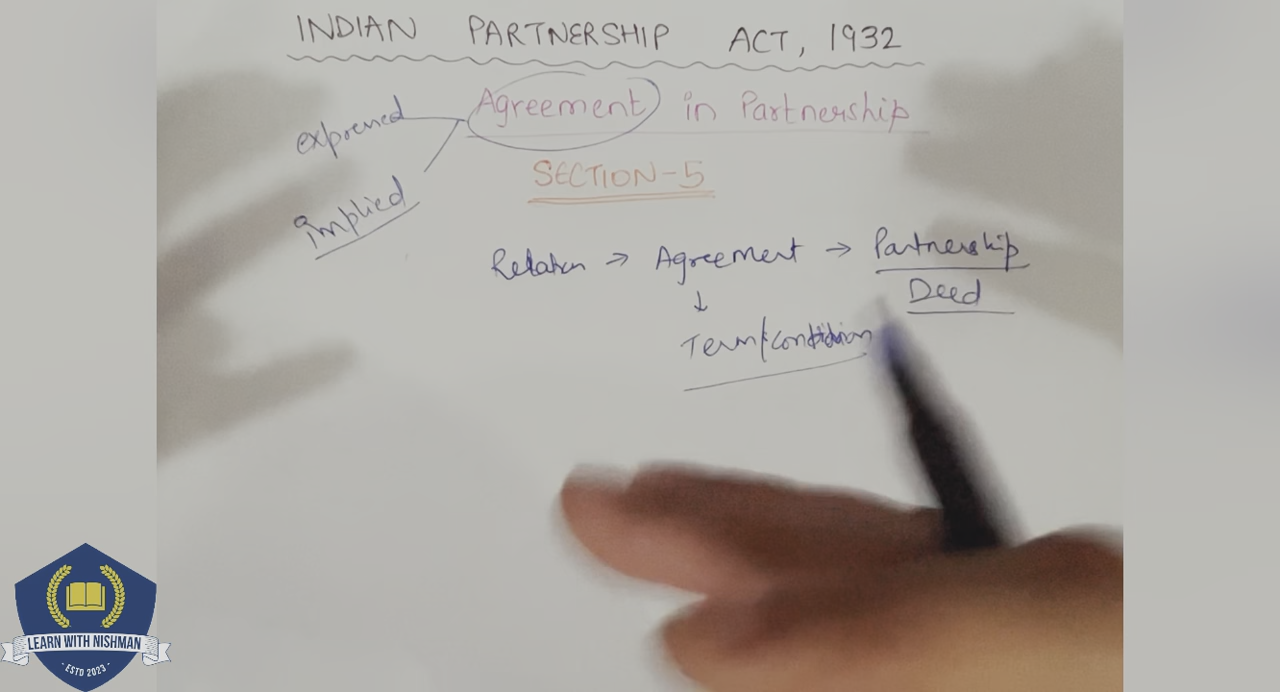 INDIAN PARTNERSHIP ACT, 1932
Agreement in Partnership
expressed
implied
SECTION-5
Relation → Agreement → Partnership
Deed
↓
Term/condition
LEARN WITH NISHMAN
- ESTD 2023 -